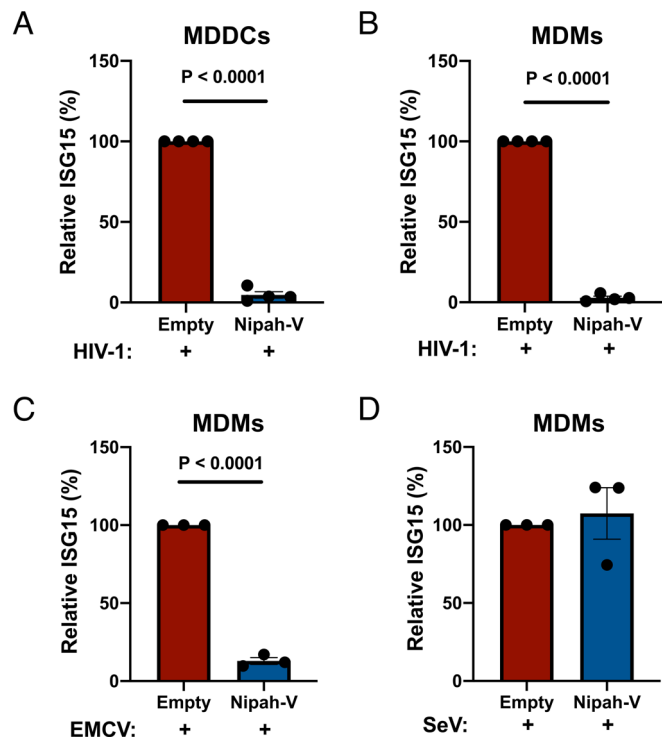 A
MDDCs
Relative ISG15 (%)
150
100
50
0
P < 0.0001
Empty Nipah-V
HIV-1: + +
B
MDMs
Relative ISG15 (%)
150
100
50
0
P < 0.0001
Empty Nipah-V
HIV-1: + +
C
MDMs
Relative ISG15 (%)
150
100
50
0
P < 0.0001
Empty Nipah-V
EMCV: + +
D
MDMs
Relative ISG15 (%)
150
100
50
0
Empty Nipah-V
SeV: + +